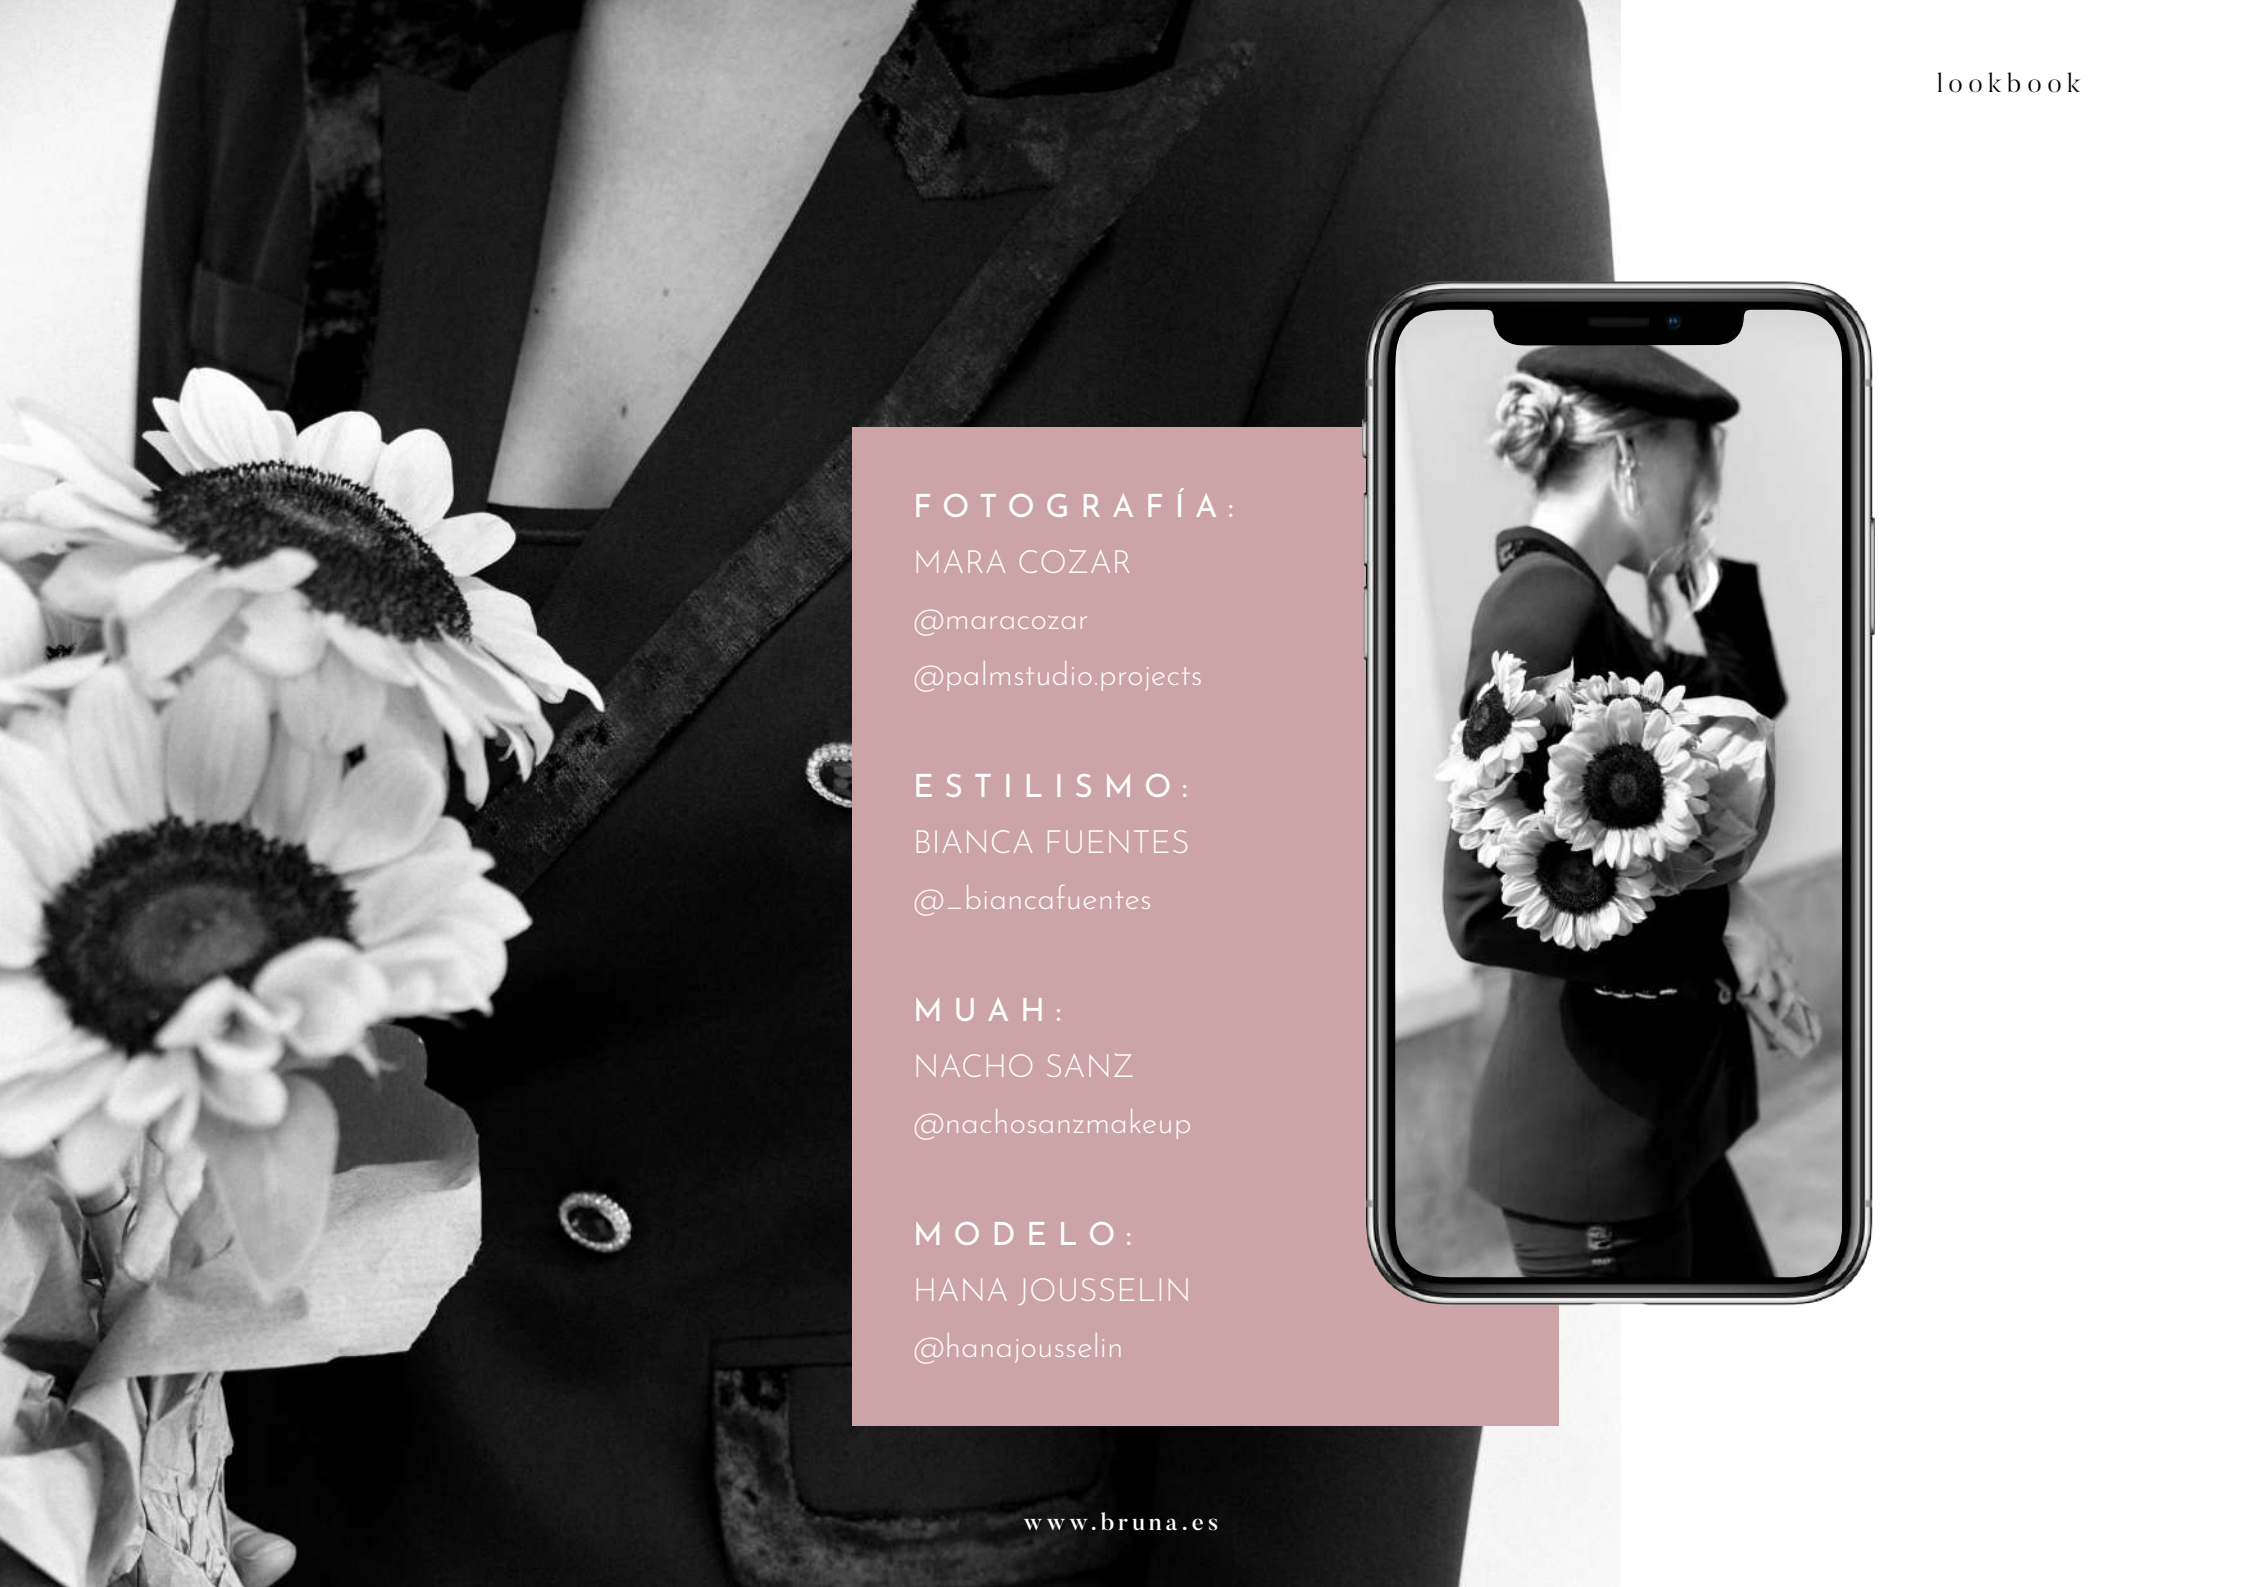 lookbook
FOTOGRAFÍA:
MARA COZAR
@maracozar
@palmstudio.projects
ESTILISMO:
BIANCA FUENTES
@_biancafuentes
MUAH:
NACHO SANZ
@nachosanzmakeup
MODELO:
HANA JOUSSELIN
@hanajousselin
www.bruna.es